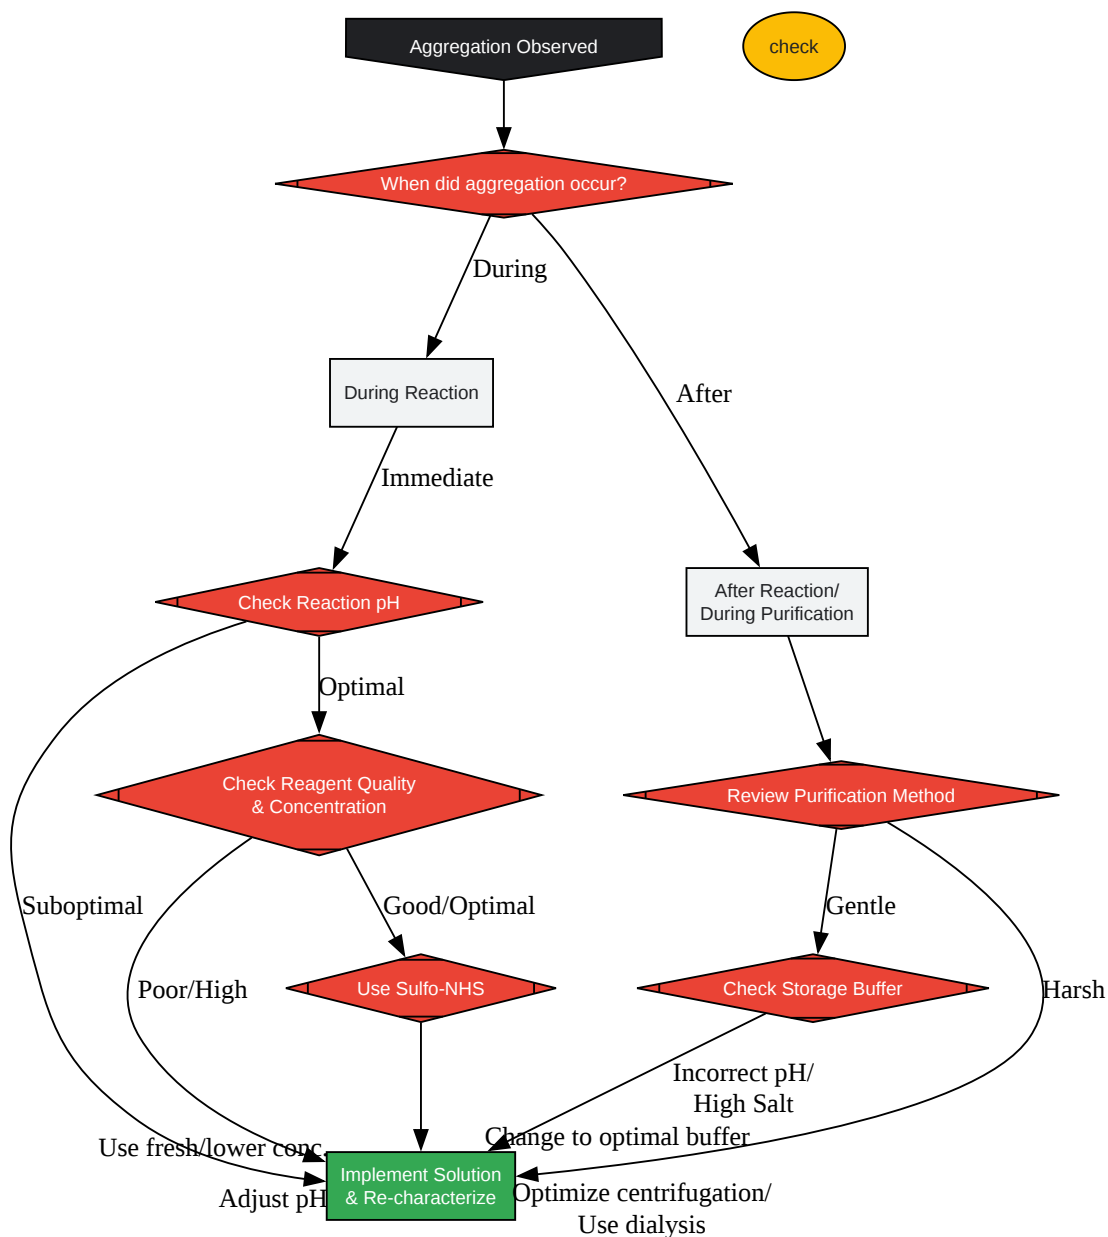 Aggregation Observed
check
When did aggregation occur?
During
During Reaction
After
Immediate
After Reaction/
During Purification
Check Reaction pH
Optimal
Check Reagent Quality
& Concentration
Review Purification Method
Suboptimal
Good/Optimal
Gentle
Poor/High
Use Sulfo-NHS
Check Storage Buffer
Harsh
Incorrect pH/
High Salt
Use fresh/lower conc.
Change to optimal buffer
Implement Solution
& Re-characterize
Adjust pH
Optimize centrifugation/
Use dialysis